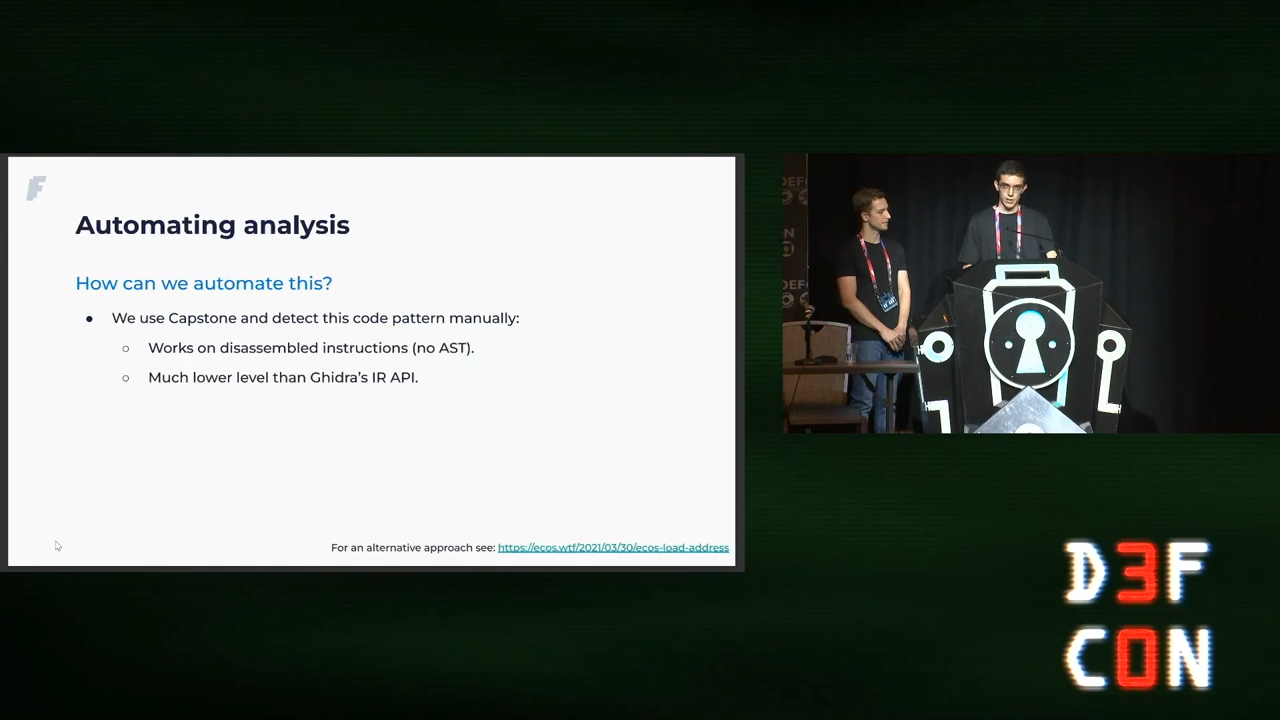 F
Automating analysis
How can we automate this?
● We use Capstone and detect this code pattern manually:
○ Works on disassembled instructions (no AST).
○ Much lower level than Ghidra's IR API.
For an alternative approach see: https://ecos.wtf/2021/03/30/ecos-load-address
D3F
C0N